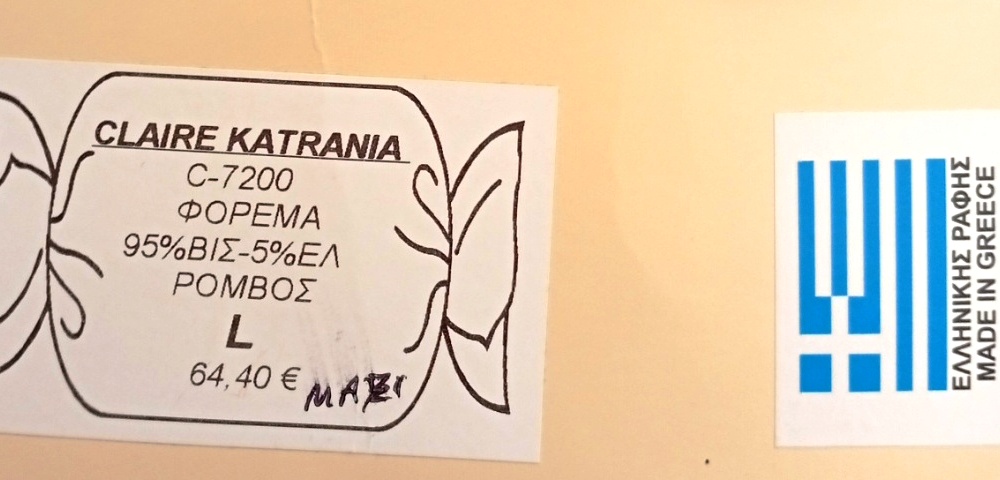 CLAIRE KATRANIA
C-7200
ΦΟΡΕΜΑ
95%ΒΙΣ-5%ΕΛ
ΡΟΜΒΟΣ
L
64,40 €
ΜΑΞΙ
ΕΛΛΗΝΙΚΗΣ ΡΑΦΗΣ
MADE IN GREECE